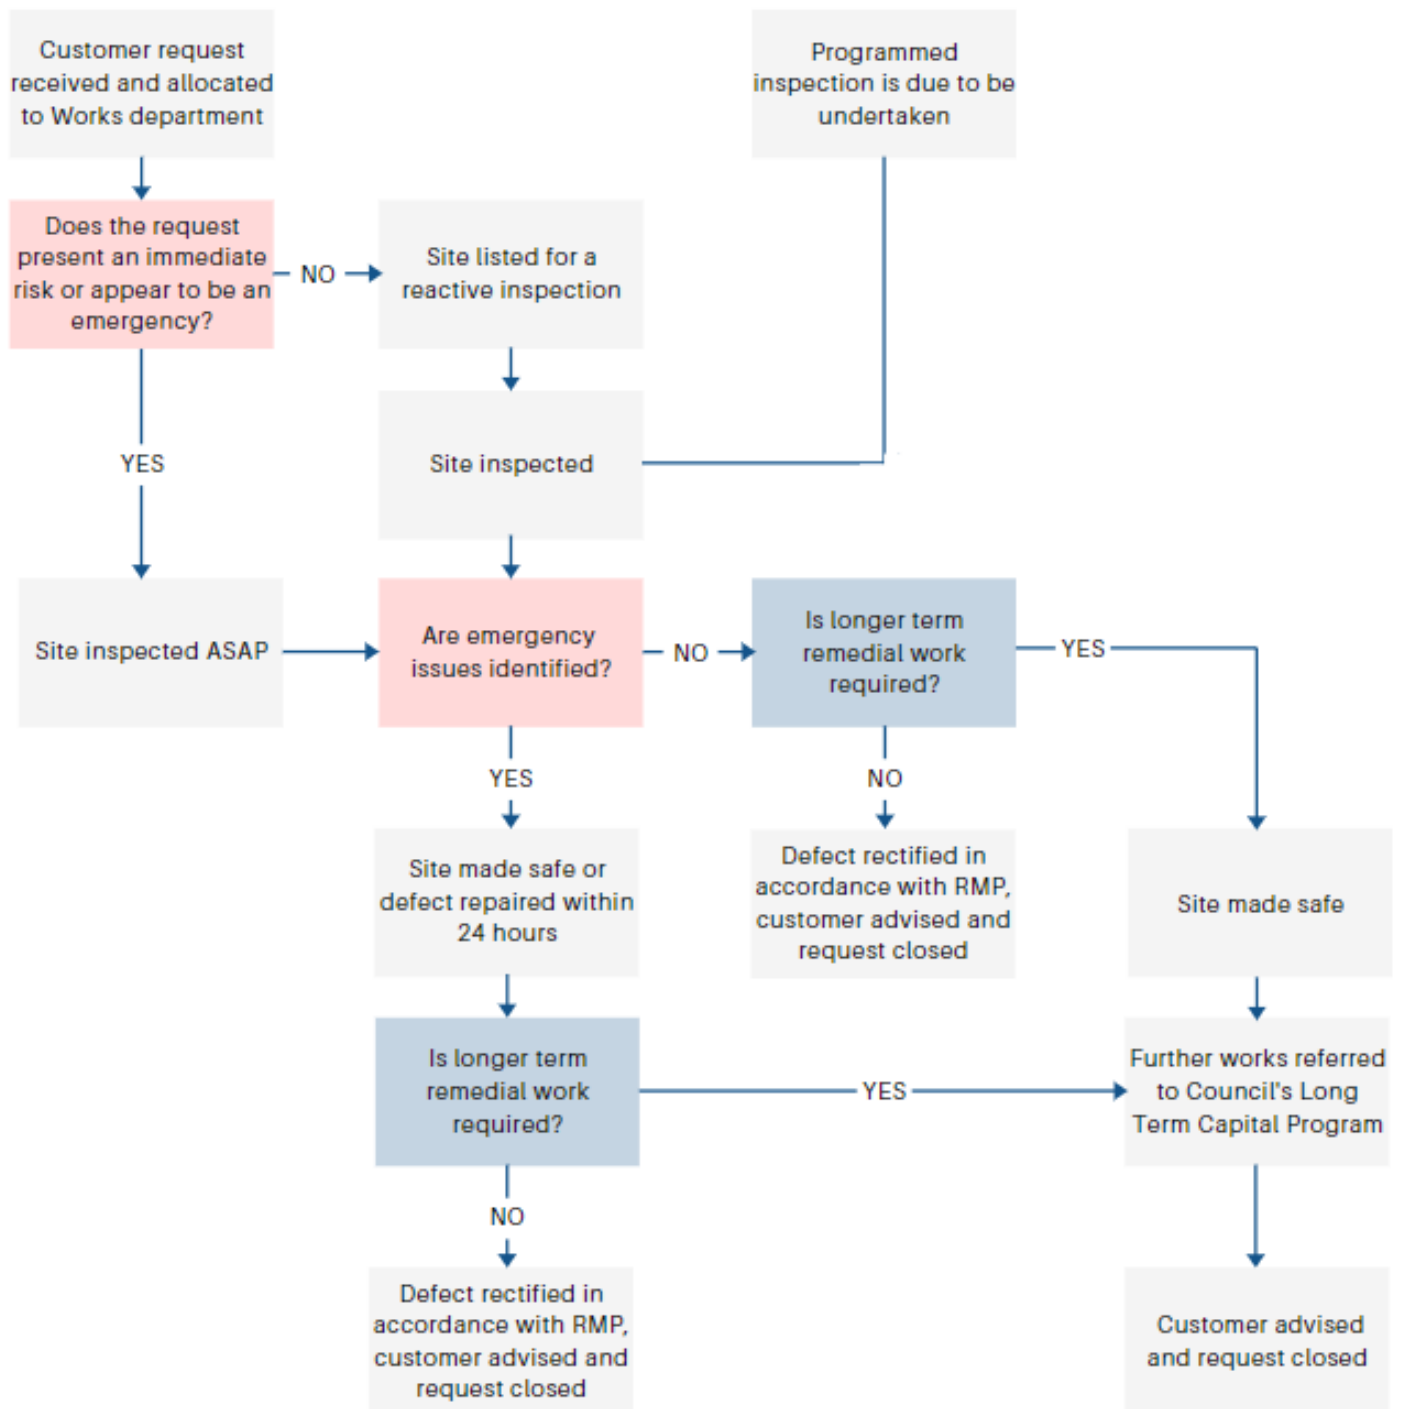 Customer request
received and allocated
to Works department
Programmed
inspection is due to be
undertaken
Does the request
present an immediate
risk or appear to be an
emergency?
NO
Site listed for a
reactive inspection
YES
Site inspected
Site inspected ASAP
Are emergency
issues identified?
NO
Is longer term
remedial work
required?
YES
YES
NO
Site made safe or
defect repaired within
24 hours
Defect rectified in
accordance with RMP,
customer advised and
request closed
Site made safe
Is longer term
remedial work
required?
YES
Further works referred
to Council's Long
Term Capital Program
NO
Defect rectified in
accordance with RMP,
customer advised and
request closed
Customer advised
and request closed